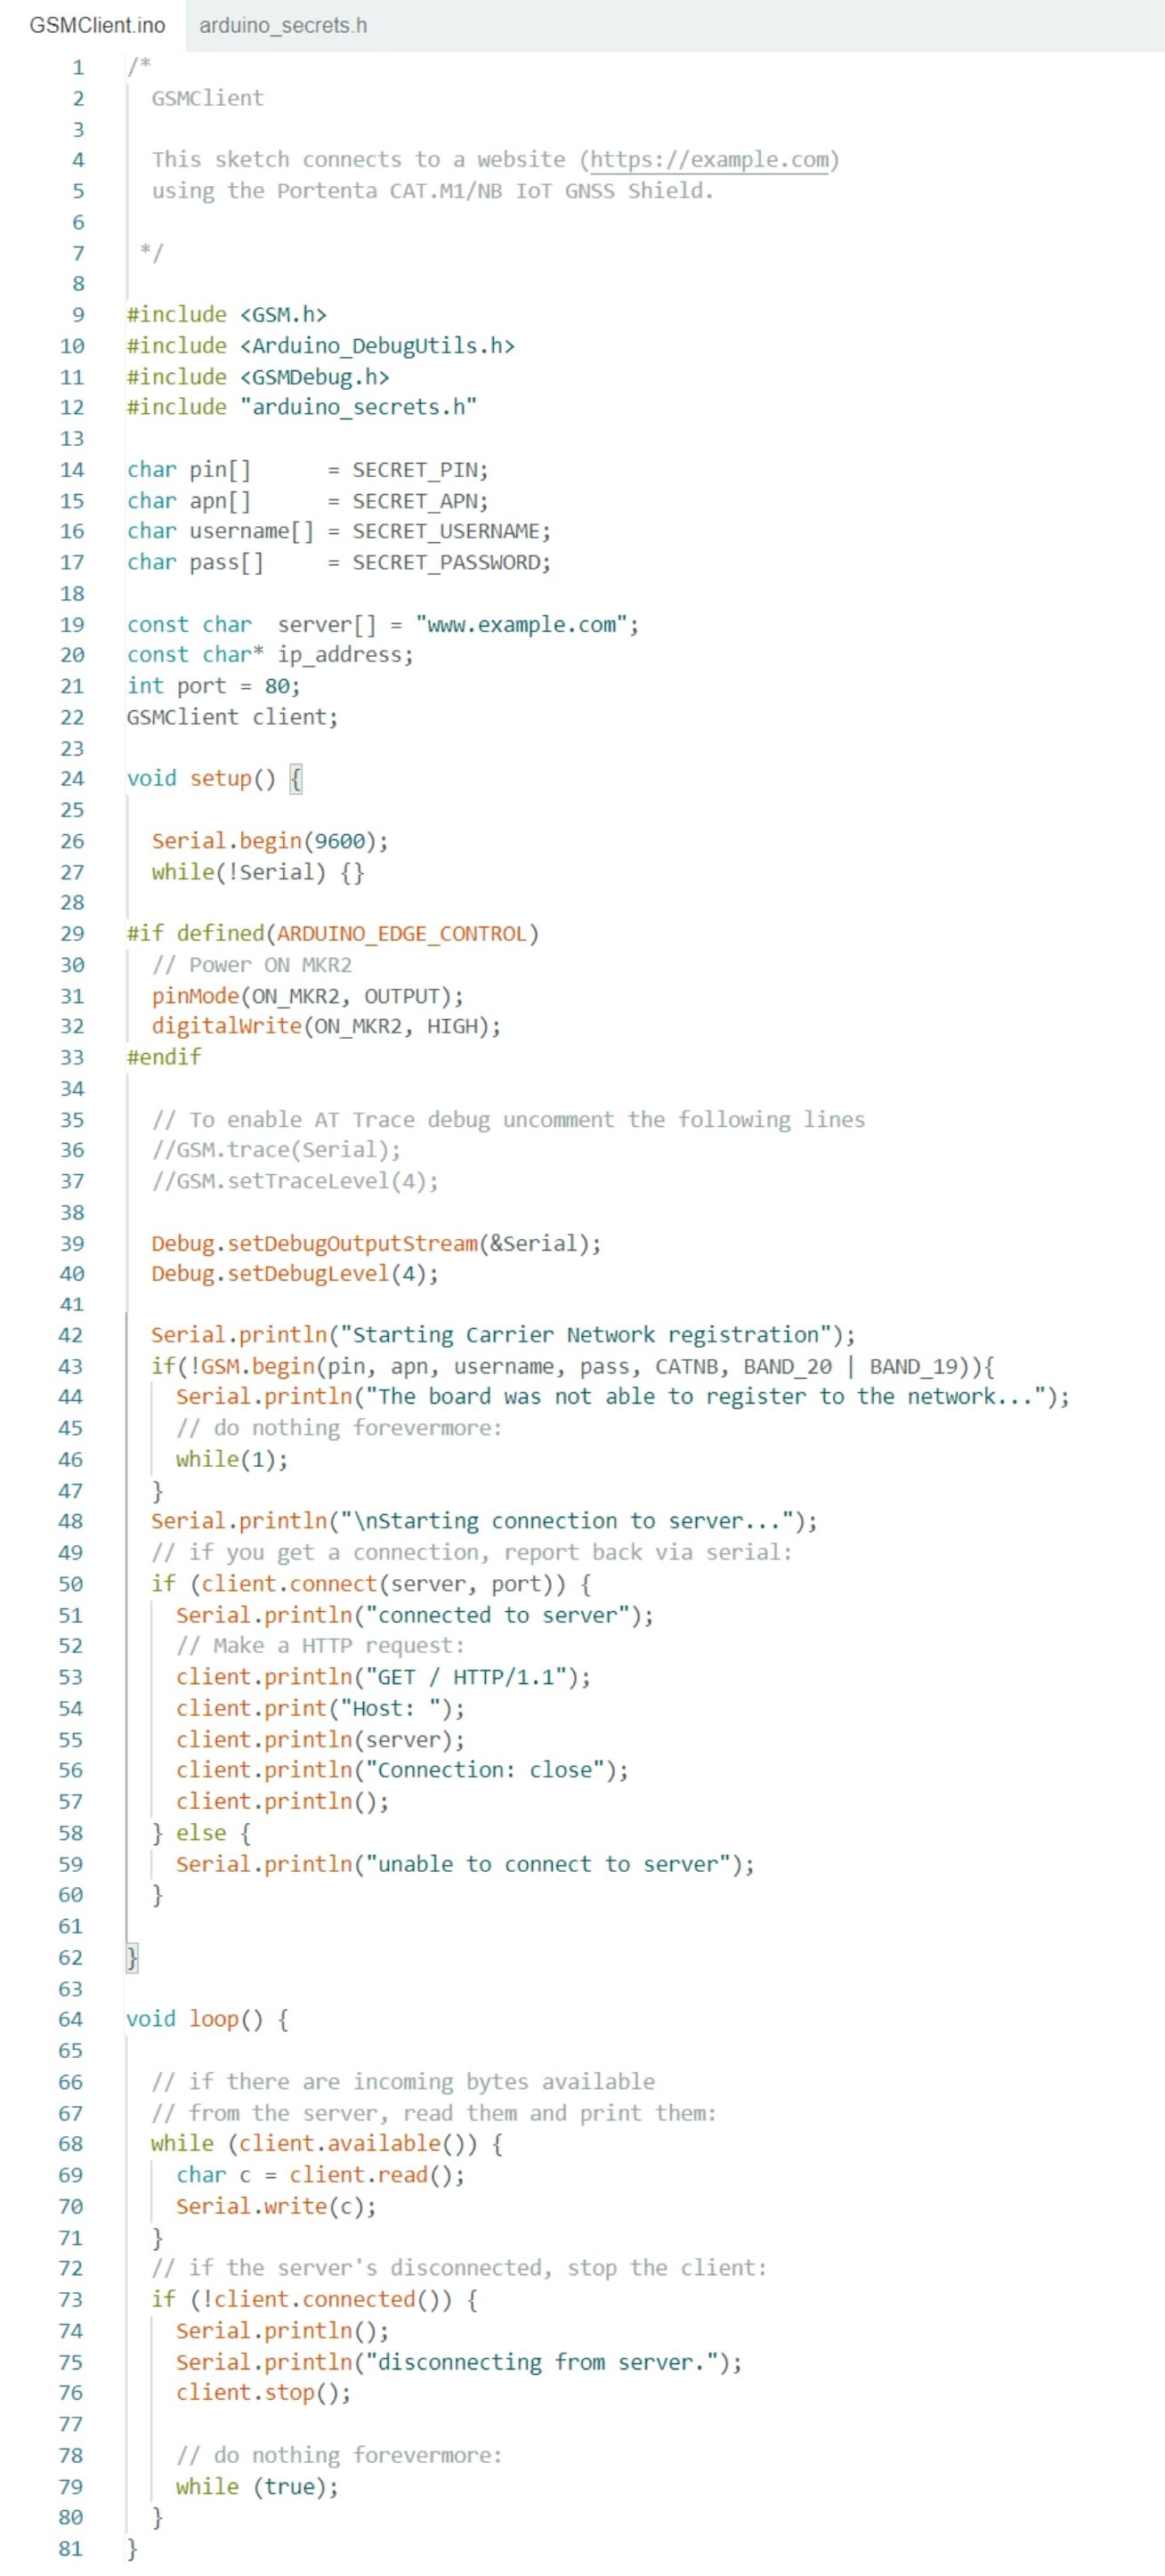 GSMClient.ino arduino_secrets.h
1 /*
2   GSMClient
3
4   This sketch connects to a website (https://example.com)
5   using the Portenta CAT.M1/NB IoT GNSS Shield.
6
7  */
8
9 #include <GSM.h>
10 #include <Arduino_DebugUtils.h>
11 #include <GSMDebug.h>
12 #include "arduino_secrets.h"
13
14 char pin[]      = SECRET_PIN;
15 char apn[]      = SECRET_APN;
16 char username[] = SECRET_USERNAME;
17 char pass[]     = SECRET_PASSWORD;
18
19 const char  server[] = "www.example.com";
20 const char* ip_address;
21 int port = 80;
22 GSMClient client;
23
24 void setup() {
25
26   Serial.begin(9600);
27   while(!Serial) {}
28
29 #if defined(ARDUINO_EDGE_CONTROL)
30   // Power ON MKR2
31   pinMode(ON_MKR2, OUTPUT);
32   digitalWrite(ON_MKR2, HIGH);
33 #endif
34
35   // To enable AT Trace debug uncomment the following lines
36   //GSM.trace(Serial);
37   //GSM.setTraceLevel(4);
38
39   Debug.setDebugOutputStream(&Serial);
40   Debug.setDebugLevel(4);
41
42   Serial.println("Starting Carrier Network registration");
43   if(!GSM.begin(pin, apn, username, pass, CATNB, BAND_20 | BAND_19)){
44     Serial.println("The board was not able to register to the network...");
45     // do nothing forevermore:
46     while(1);
47   }
48   Serial.println("\nStarting connection to server...");
49   // if you get a connection, report back via serial:
50   if (client.connect(server, port)) {
51     Serial.println("connected to server");
52     // Make a HTTP request:
53     client.println("GET / HTTP/1.1");
54     client.print("Host: ");
55     client.println(server);
56     client.println("Connection: close");
57     client.println();
58   } else {
59     Serial.println("unable to connect to server");
60   }
61
62 }
63
64 void loop() {
65
66   // if there are incoming bytes available
67   // from the server, read them and print them:
68   while (client.available()) {
69     char c = client.read();
70     Serial.write(c);
71   }
72   // if the server's disconnected, stop the client:
73   if (!client.connected()) {
74     Serial.println();
75     Serial.println("disconnecting from server.");
76     client.stop();
77
78     // do nothing forevermore:
79     while (true);
80   }
81 }